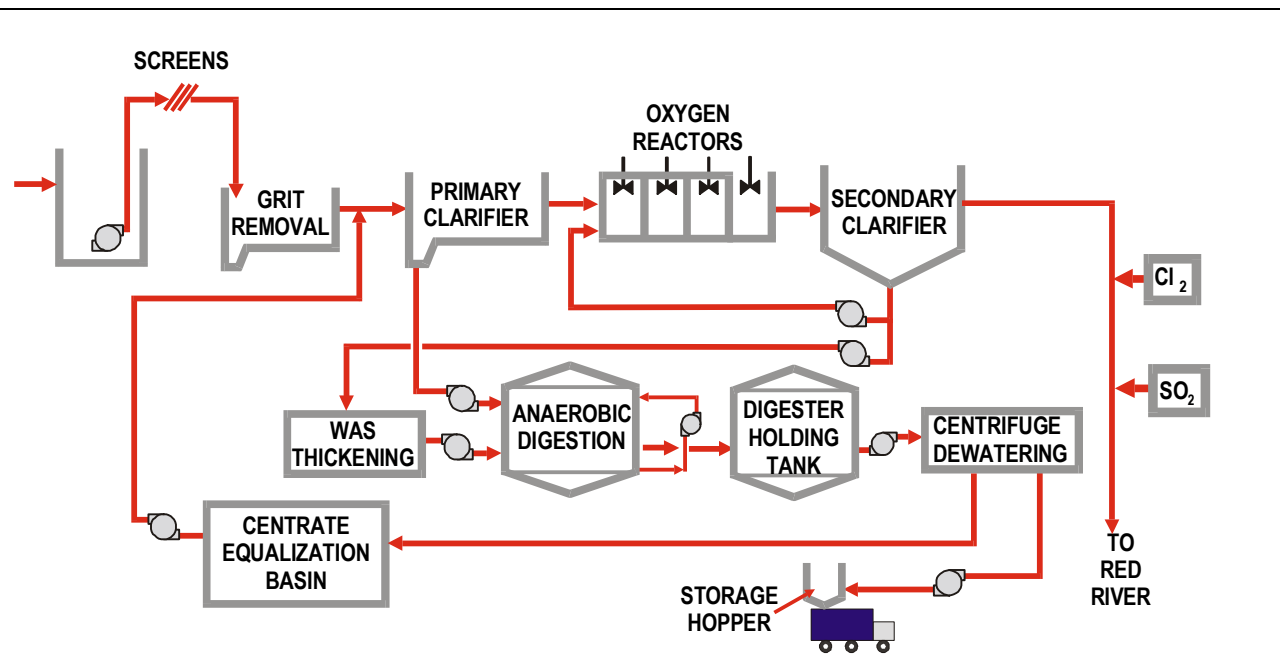 SCREENS
OXYGEN
REACTORS
GRIT
REMOVAL
PRIMARY
CLARIFIER
SECONDARY
CLARIFIER
Cl 2
SO2
WAS
THICKENING
ANAEROBIC
DIGESTION
DIGESTER
HOLDING
TANK
CENTRIFUGE
DEWATERING
CENTRATE
EQUALIZATION
BASIN
STORAGE
HOPPER
TO
RED
RIVER